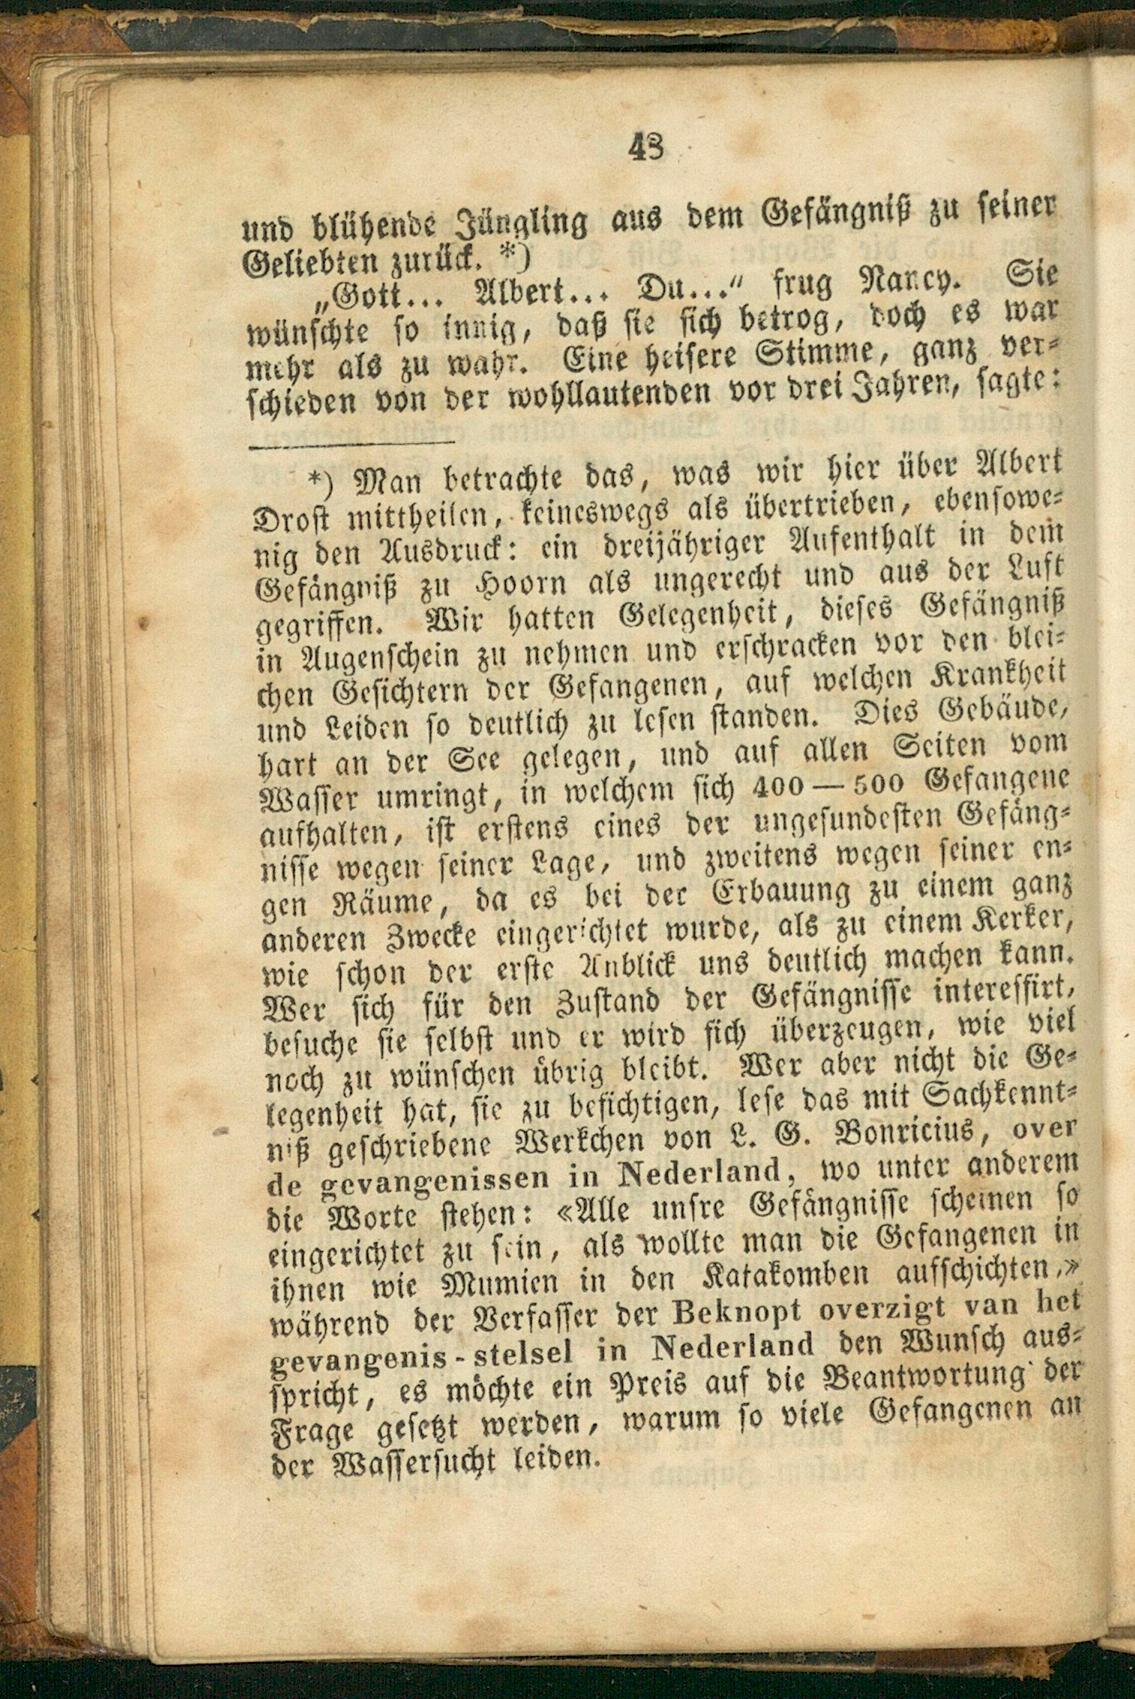 48
und blühende Jüngling aus dem Gefängniß zu seiner
Geliebten zurück. *)
„Gott... Albert... Du...“ frug Nancy. Sie
wünschte so innig, daß sie sich betrog, doch es war
mehr als zu wahr. Eine heisere Stimme, ganz ver-
schieden von der wohllautenden vor drei Jahren, sagte:
*) Man betrachte das, was wir hier über Albert
Drost mittheilen, keineswegs als übertrieben, ebensowe-
nig den Ausdruck: ein dreijähriger Aufenthalt in dem
Gefängniß zu Hoorn als ungerecht und aus der Luft
gegriffen. Wir hatten Gelegenheit, dieses Gefängniß
in Augenschein zu nehmen und erschracken vor den blei-
chen Gesichtern der Gefangenen, auf welchen Krankheit
und Leiden so deutlich zu lesen standen. Dies Gebäude,
hart an der See gelegen, und auf allen Seiten vom
Wasser umringt, in welchem sich 400 — 500 Gefangene
aufhalten, ist erstens eines der ungesundesten Gefäng-
nisse wegen seiner Lage, und zweitens wegen seiner en-
gen Räume, da es bei der Erbauung zu einem ganz
anderen Zwecke eingerichtet wurde, als zu einem Kerker,
wie schon der erste Anblick uns deutlich machen kann.
Wer sich für den Zustand der Gefängnisse interessirt,
besuche sie selbst und er wird sich überzeugen, wie viel
noch zu wünschen übrig bleibt. Wer aber nicht die Ge-
legenheit hat, sie zu besichtigen, lese das mit Sachkennt-
niß geschriebene Werkchen von L. G. Bonricius, over
de gevangenissen in Nederland, wo unter anderem
die Worte stehen: «Alle unsre Gefängnisse scheinen so
eingerichtet zu sein, als wollte man die Gefangenen in
ihnen wie Mumien in den Katakomben aufschichten,»
während der Verfasser der Beknopt overzigt van het
gevangenis-stelsel in Nederland den Wunsch aus-
spricht, es möchte ein Preis auf die Beantwortung der
Frage gesetzt werden, warum so viele Gefangenen an
der Wassersucht leiden.